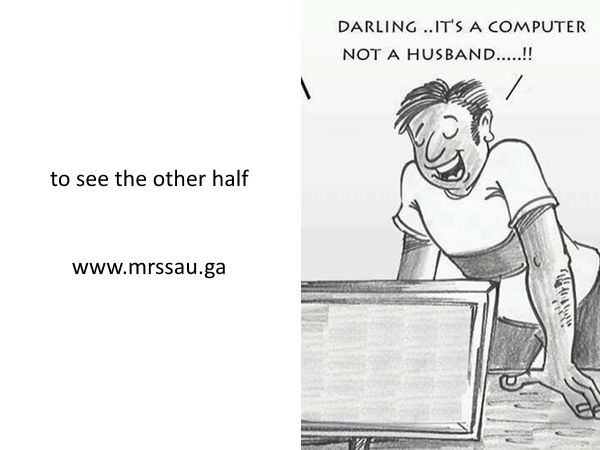 to see the other half
www.mrssau.ga
DARLING ..IT'S A COMPUTER
NOT A HUSBAND.....!!